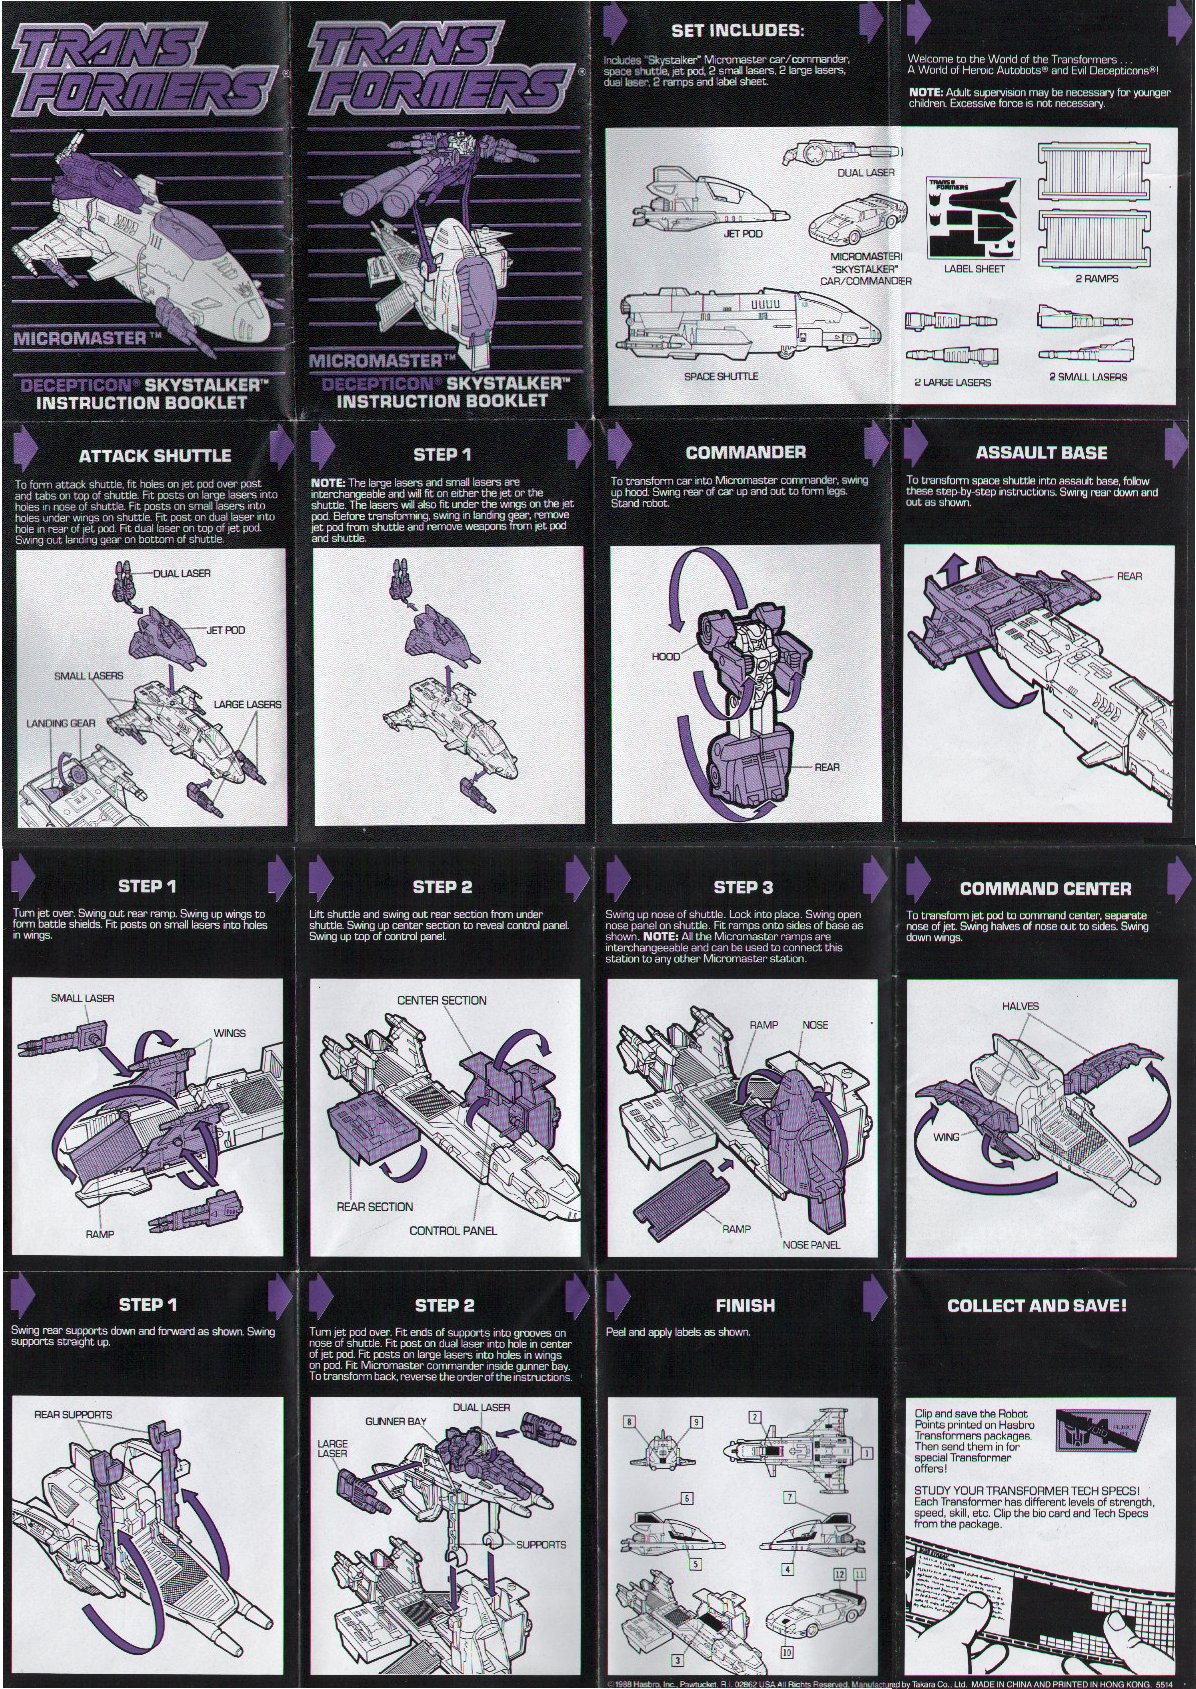 TRANS
FORMERS®
MICROMASTER™
DECEPTICON® SKYSTALKER™
INSTRUCTION BOOKLET
TRANS
FORMERS®
MICROMASTER™
DECEPTICON® SKYSTALKER™
INSTRUCTION BOOKLET
SET INCLUDES:
Includes "Skystalker" Micromaster car/commander,
space shuttle, jet pod, 2 small lasers, 2 large lasers,
dual laser, 2 ramps and label sheet.
DUAL LASER
JET POD
MICROMASTER
"SKYSTALKER"
CAR/COMMANDER
SPACE SHUTTLE
Welcome to the World of the Transformers . . .
A World of Heroic Autobots® and Evil Decepticons®!
NOTE: Adult supervision may be necessary for younger
children. Excessive force is not necessary.
TRANS
FORMERS
LABEL SHEET
2 RAMPS
2 LARGE LASERS
2 SMALL LASERS
ATTACK SHUTTLE
To form attack shuttle, fit holes on jet pod over post
and tabs on top of shuttle. Fit posts on large lasers into
holes in nose of shuttle. Fit posts on small lasers into
holes under wings on shuttle. Fit post on dual laser into
hole in rear of jet pod. Fit dual laser on top of jet pod.
Swing out landing gear on bottom of shuttle.
DUAL LASER
JET POD
SMALL LASERS
LARGE LASERS
LANDING GEAR
STEP 1
NOTE: The large lasers and small lasers are
interchangeable and will fit on either the jet or the
shuttle. The lasers will also fit under the wings on the jet
pod. Before transforming, swing in landing gear, remove
jet pod from shuttle and remove weapons from jet pod
and shuttle.
COMMANDER
To transform car into Micromaster commander, swing
up hood. Swing rear of car up and out to form legs.
Stand robot.
HOOD
REAR
ASSAULT BASE
To transform space shuttle into assault base, follow
these step-by-step instructions. Swing rear down and
out as shown.
REAR
STEP 1
Turn jet over. Swing out rear ramp. Swing up wings to
form battle shields. Fit posts on small lasers into holes
in wings.
SMALL LASER
WINGS
RAMP
STEP 2
Lift shuttle and swing out rear section from under
shuttle. Swing up center section to reveal control panel.
Swing up top of control panel.
CENTER SECTION
REAR SECTION
CONTROL PANEL
STEP 3
Swing up nose of shuttle. Lock into place. Swing open
nose panel on shuttle. Fit ramps onto sides of base as
shown. NOTE: All the Micromaster ramps are
interchangeable and can be used to connect this
station to any other Micromaster station.
RAMP
NOSE
RAMP
NOSE PANEL
COMMAND CENTER
To transform jet pod to command center, separate
nose of jet. Swing halves of nose out to sides. Swing
down wings.
HALVES
WING
STEP 1
Swing rear supports down and forward as shown. Swing
supports straight up.
REAR SUPPORTS
STEP 2
Turn jet pod over. Fit ends of supports into grooves on
nose of shuttle. Fit post on dual laser into hole in center
of jet pod. Fit posts on large lasers into holes in wings
on pod. Fit Micromaster commander inside gunner bay.
To transform back, reverse the order of the instructions.
DUAL LASER
GUNNER BAY
LARGE
LASER
SUPPORTS
FINISH
Peel and apply labels as shown.
8
9
2
1
6
7
5
4
12
11
3
10
COLLECT AND SAVE!
Clip and save the Robot
Points printed on Hasbro
Transformers packages.
Then send them in for
special Transformer
offers!
STUDY YOUR TRANSFORMER TECH SPECS!
Each Transformer has different levels of strength,
speed, skill, etc. Clip the bio card and Tech Specs
from the package.
©1988 Hasbro, Inc., Pawtucket, R.I. 02862 USA All Rights Reserved. Manufactured by Takara Co., Ltd. MADE IN CHINA AND PRINTED IN HONG KONG. 5514